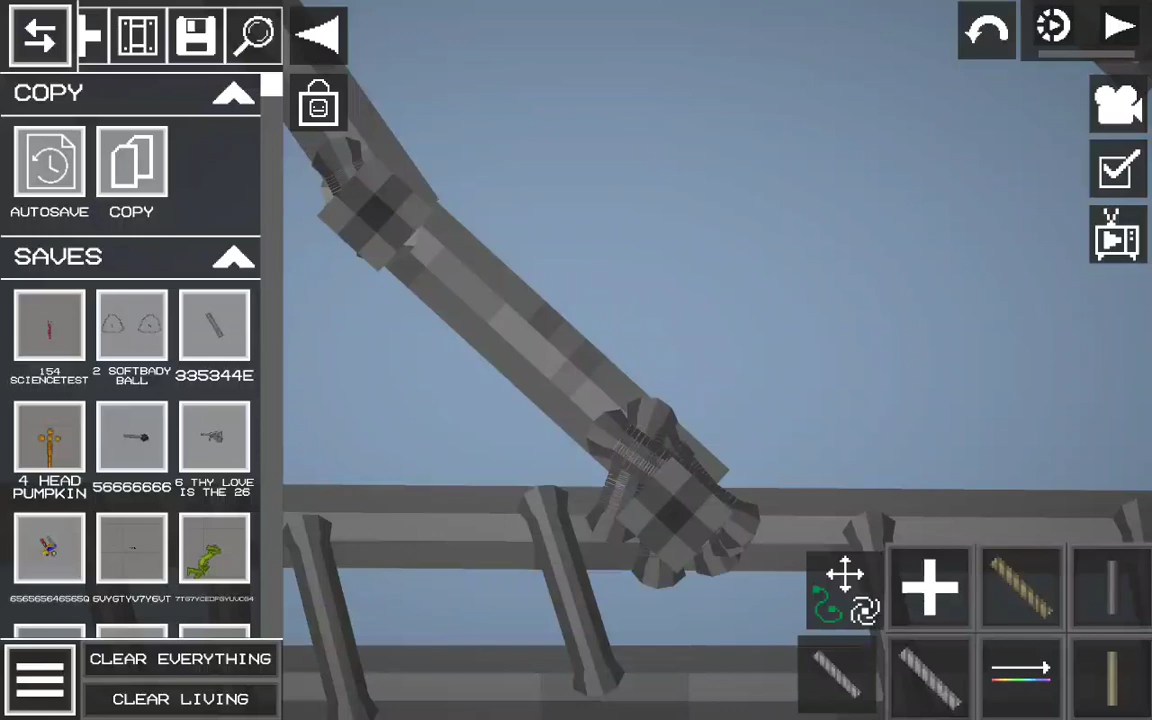 COPY
AUTOSAVE COPY
SAVES
154 SCIENCETEST
2 SOFTBADY BALL
335344E
4 HEAD PUMPKIN
56666666
6 THY LOVE IS THE 26
CLEAR EVERYTHING
CLEAR LIVING